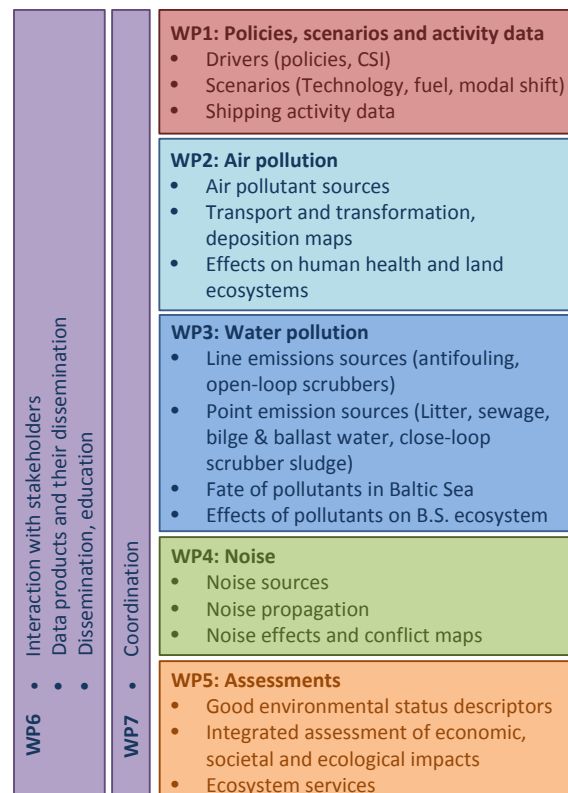 WP1: Policies, scenarios and activity data
• Drivers (policies, CSI)
• Scenarios (Technology, fuel, modal shift)
• Shipping activity data
WP2: Air pollution
• Air pollutant sources
• Transport and transformation,
deposition maps
• Effects on human health and land
ecosystems
WP3: Water pollution
• Line emissions sources (antifouling,
open-loop scrubbers)
• Point emission sources (Litter, sewage,
bilge & ballast water, close-loop
scrubber sludge)
• Fate of pollutants in Baltic Sea
• Effects of pollutants on B.S. ecosystem
WP4: Noise
• Noise sources
• Noise propagation
• Noise effects and conflict maps
WP5: Assessments
• Good environmental status descriptors
• Integrated assessment of economic,
societal and ecological impacts
• Ecosystem services
WP6
• Interaction with stakeholders
• Data products and their dissemination
• Dissemination, education
WP7
• Coordination